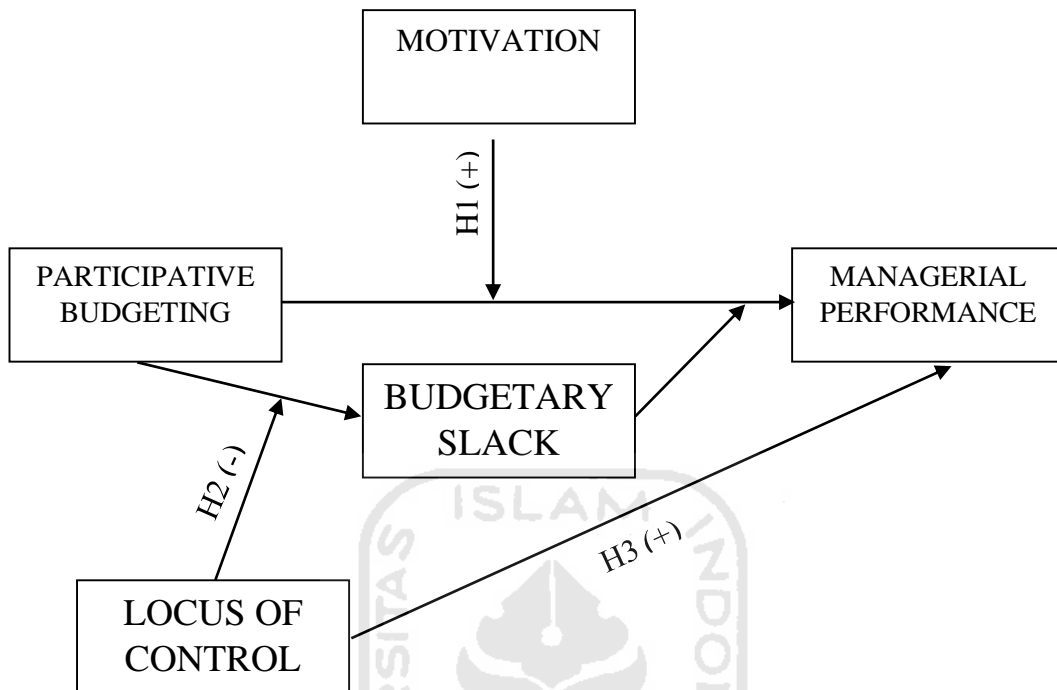 MOTIVATION
H1 (+)
PARTICIPATIVE
BUDGETING
MANAGERIAL
PERFORMANCE
BUDGETARY
SLACK
H2 (-)
H3 (+)
LOCUS OF
CONTROL
ISLAM